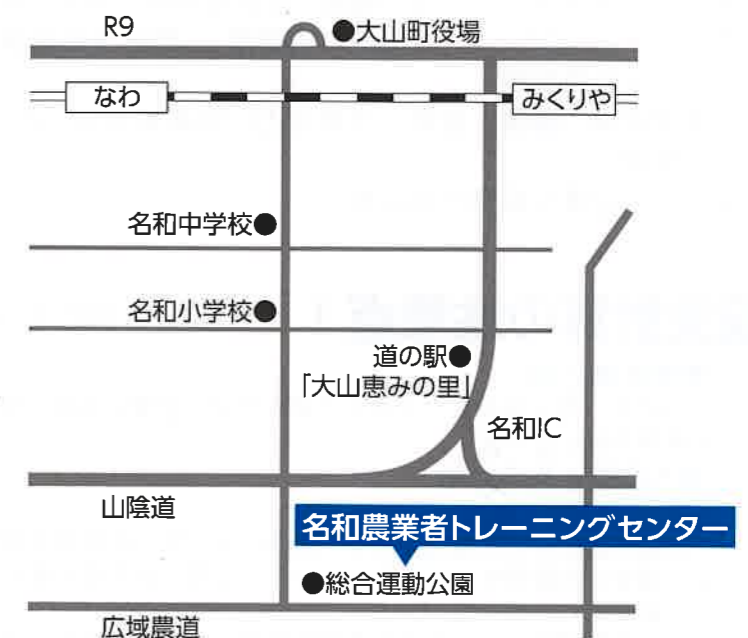 R9
●大山町役場
なわ
みくりや
名和中学校●
名和小学校●
道の駅●
「大山恵みの里」
名和IC
山陰道
名和農業者トレーニングセンター
●総合運動公園
広域農道